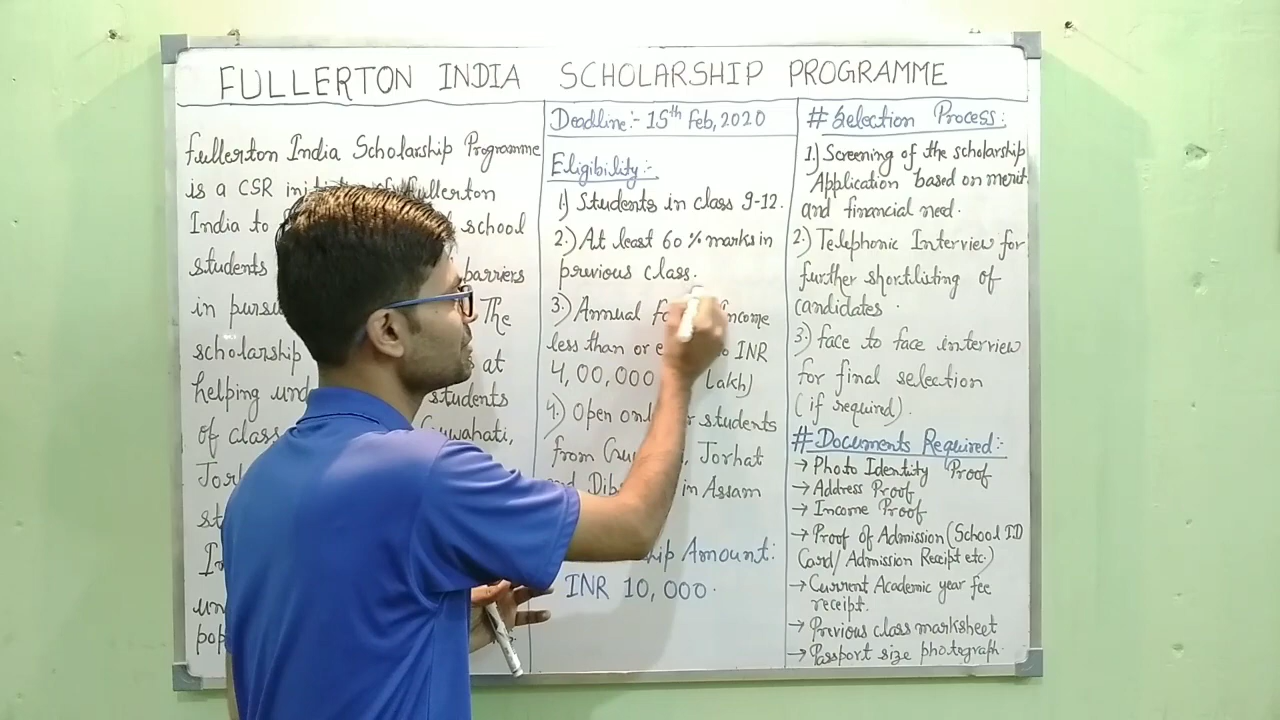 FULLERTON INDIA SCHOLARSHIP PROGRAMME
Fullerton India Scholarship Programme
is a CSR of Fullerton
India to school
students barriers
in The
scholarship at
helping students
of class Guwahati,
Deadline:- 15th Feb, 2020
Eligibility:-
1.) Students in class 9-12.
2.) At least 60% marks in
previous class.
3.) Annual income
less than or INR
4,00,000 Lakh)
4.) Open students
from Jorhat
in Assam
Amount:
INR 10,000.
# Selection Process:
1.) Screening of the scholarship
Application based on merit
and financial need.
2.) Telephonic Interview for
further shortlisting of
candidates.
3.) Face to face interview
for final selection
(if required).
# Documents Required:-
→ Photo Identity Proof
→ Address Proof
→ Income Proof
→ Proof of Admission (School ID
Card/ Admission Receipt etc.)
→ Current Academic year fee
receipt.
→ Previous class marksheet
→ Passport size photograph.